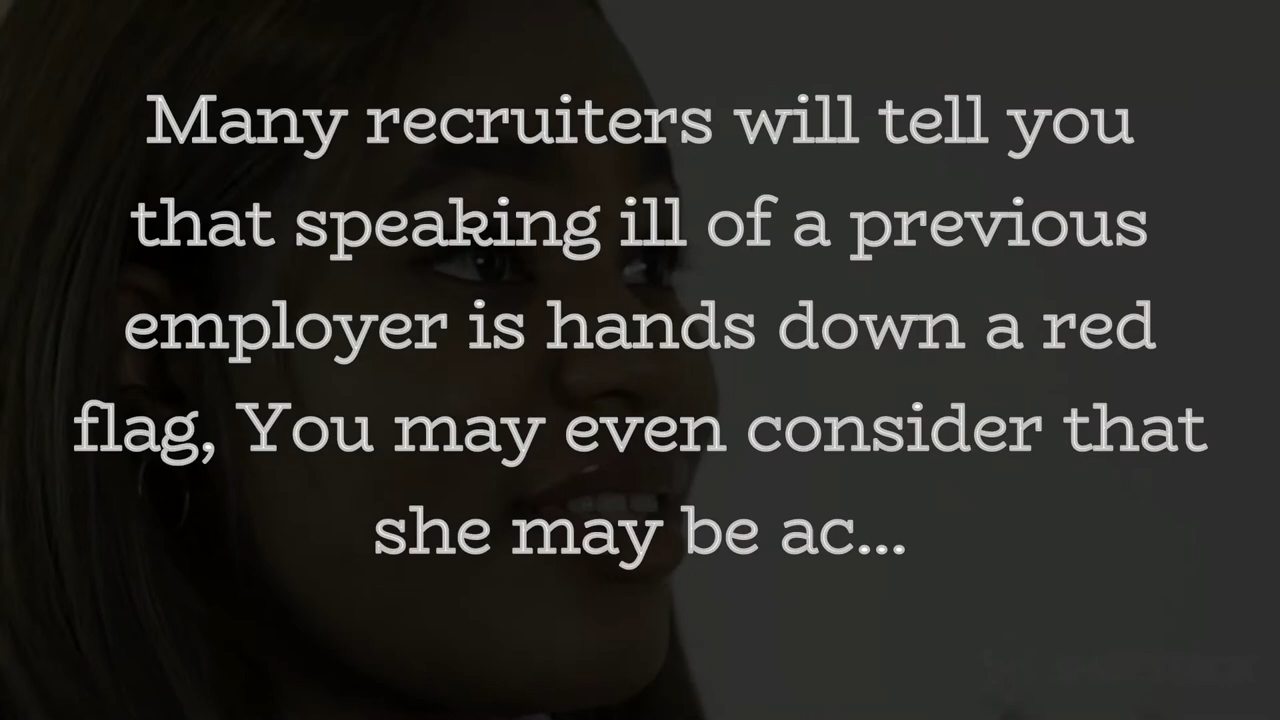 Many recruiters will tell you
that speaking ill of a previous
employer is hands down a red
flag, You may even consider that
she may be ac...